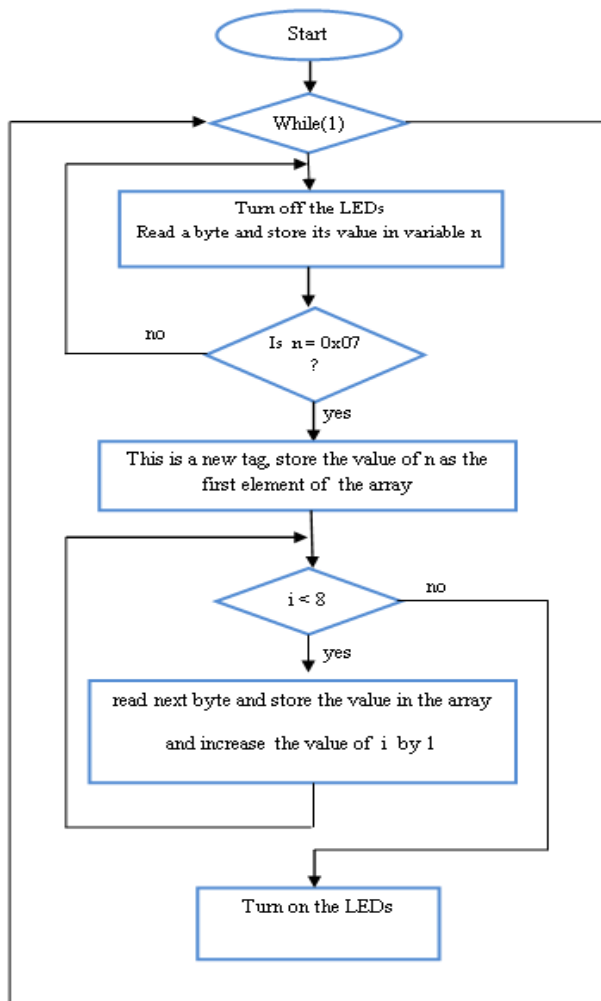 Start
While(1)
Turn off the LEDs
Read a byte and store its value in variable n
no
Is n = 0x07
?
yes
This is a new tag, store the value of n as the
first element of the array
i < 8
no
yes
read next byte and store the value in the array
and increase the value of i by 1
Turn on the LEDs